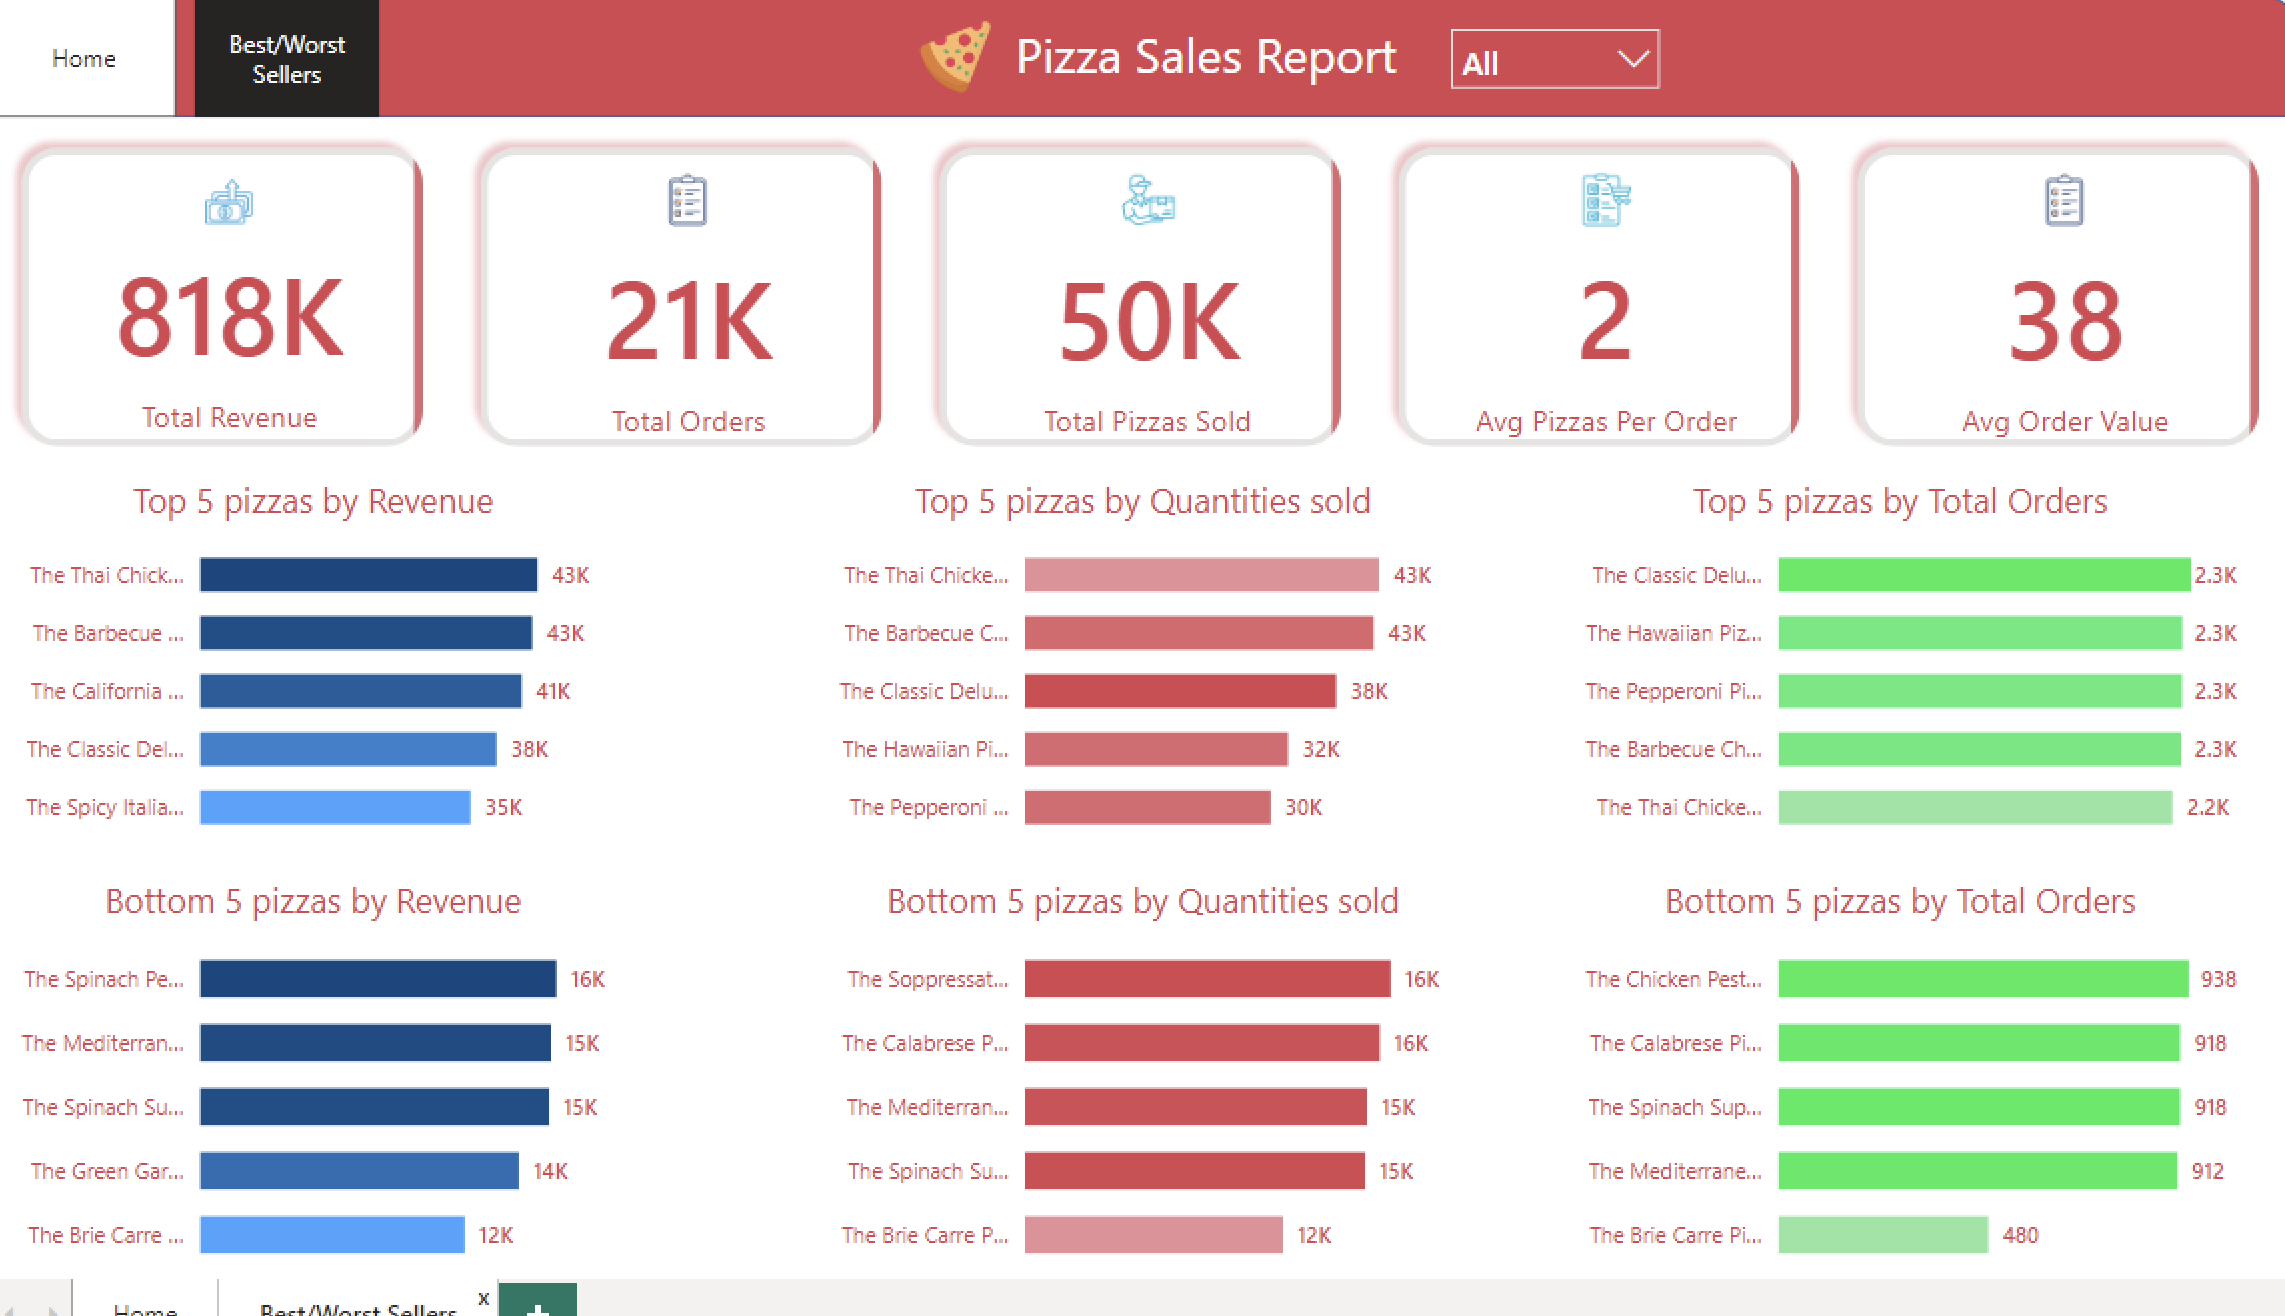 Home
Best/Worst
Sellers
Pizza Sales Report
All
818K
Total Revenue
21K
Total Orders
50K
Total Pizzas Sold
2
Avg Pizzas Per Order
38
Avg Order Value
Top 5 pizzas by Revenue
The Thai Chick... 43K
The Barbecue ... 43K
The California ... 41K
The Classic Del... 38K
The Spicy Italia... 35K
Top 5 pizzas by Quantities sold
The Thai Chicke... 43K
The Barbecue C... 43K
The Classic Delu... 38K
The Hawaiian Pi... 32K
The Pepperoni ... 30K
Top 5 pizzas by Total Orders
The Classic Delu... 2.3K
The Hawaiian Piz... 2.3K
The Pepperoni Pi... 2.3K
The Barbecue Ch... 2.3K
The Thai Chicke... 2.2K
Bottom 5 pizzas by Revenue
The Spinach Pe... 16K
The Mediterran... 15K
The Spinach Su... 15K
The Green Gar... 14K
The Brie Carre ... 12K
Bottom 5 pizzas by Quantities sold
The Soppressat... 16K
The Calabrese P... 16K
The Mediterran... 15K
The Spinach Su... 15K
The Brie Carre P... 12K
Bottom 5 pizzas by Total Orders
The Chicken Pest... 938
The Calabrese Pi... 918
The Spinach Sup... 918
The Mediterrane... 912
The Brie Carre Pi... 480
Home
Best/Worst Sellers x
+